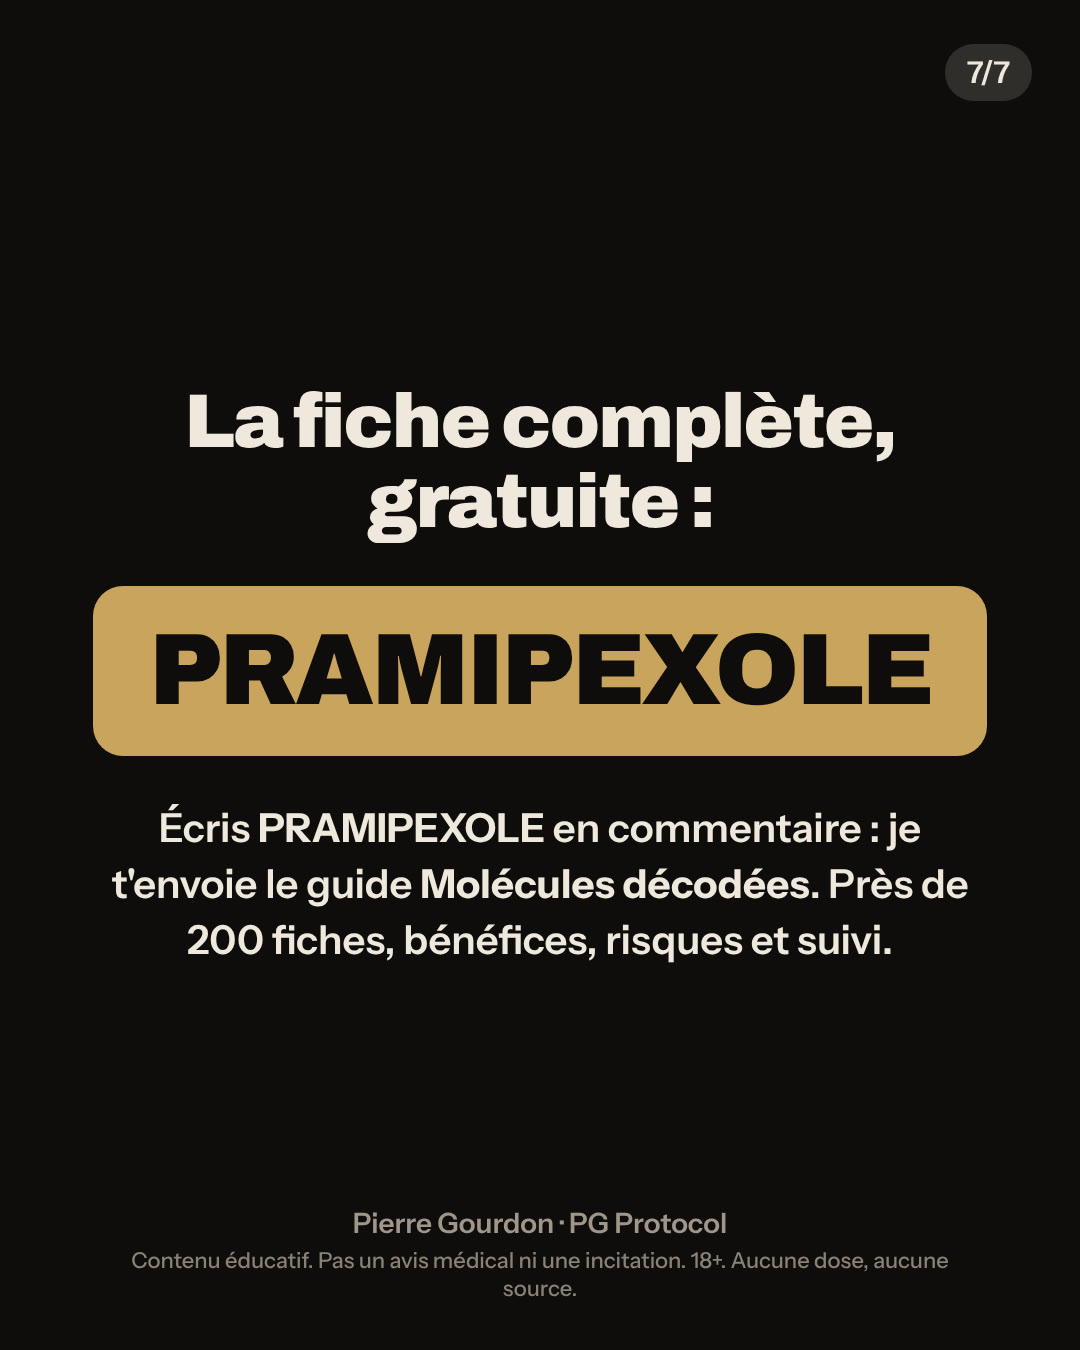 7/7
La fiche complète,
gratuite :
PRAMIPEXOLE
Écris PRAMIPEXOLE en commentaire : je
t'envoie le guide Molécules décodées. Près de
200 fiches, bénéfices, risques et suivi.
Pierre Gourdon · PG Protocol
Contenu éducatif. Pas un avis médical ni une incitation. 18+. Aucune dose, aucune
source.